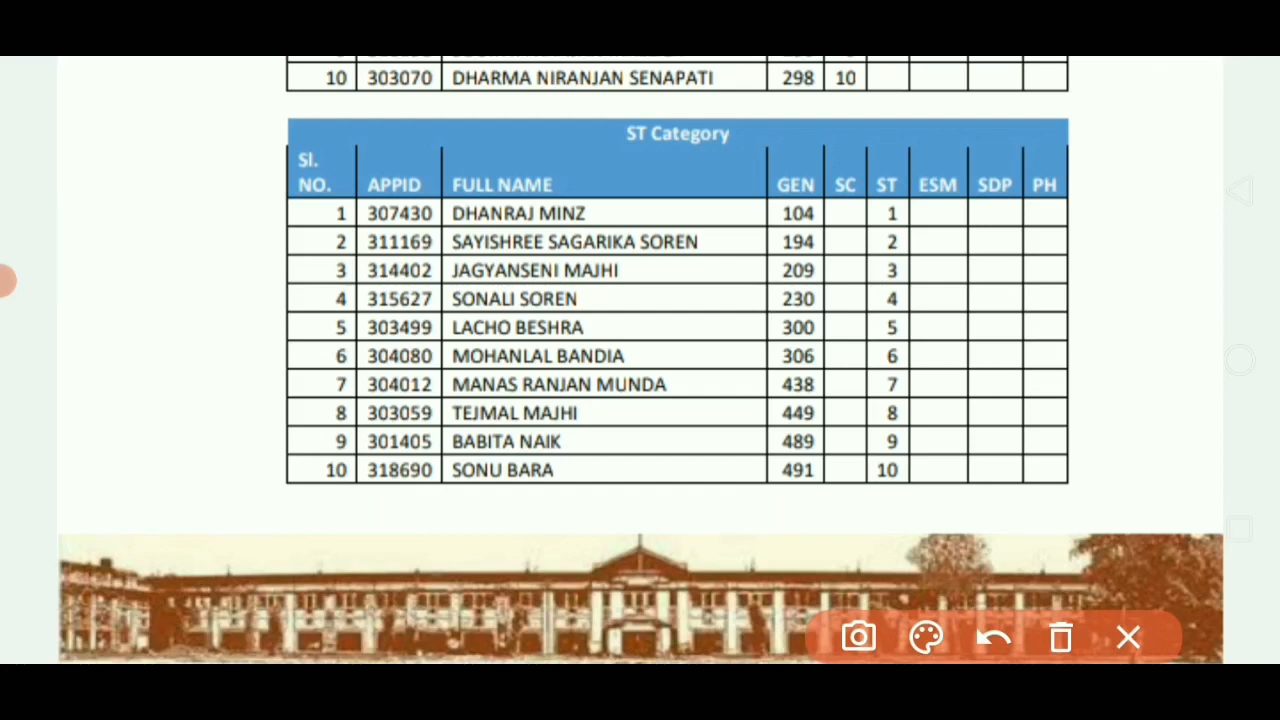 10 303070 DHARMA NIRANJAN SENAPATI 298 10
ST Category
Sl. NO. APPID FULL NAME GEN SC ST ESM SDP PH
1 307430 DHANRAJ MINZ 104 1
2 311169 SAYISHREE SAGARIKA SOREN 194 2
3 314402 JAGYANSENI MAJHI 209 3
4 315627 SONALI SOREN 230 4
5 303499 LACHO BESHRA 300 5
6 304080 MOHANLAL BANDIA 306 6
7 304012 MANAS RANJAN MUNDA 438 7
8 303059 TEJMAL MAJHI 449 8
9 301405 BABITA NAIK 489 9
10 318690 SONU BARA 491 10